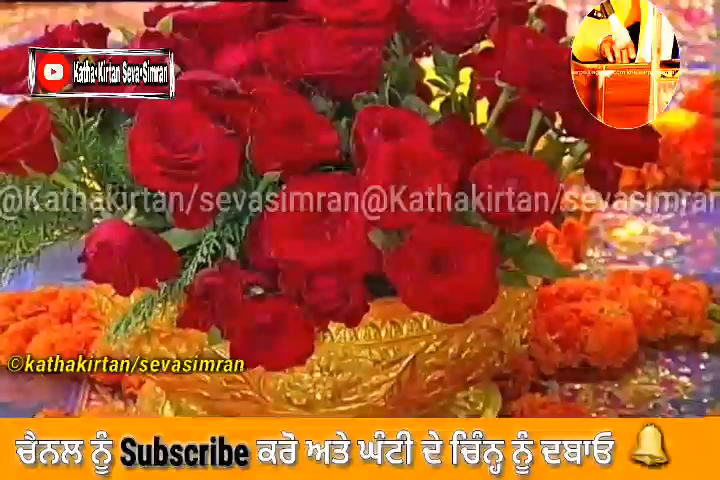 Katha•Kirtan Seva•Simran
@Kathakirtan/sevasimran@Kathakirtan/sevasimran
©kathakirtan/sevasimran
ਚੈਨਲ ਨੂੰ Subscribe ਕਰੋ ਅਤੇ ਘੰਟੀ ਦੇ ਚਿੰਨ੍ਹ ਨੂੰ ਦਬਾਓ